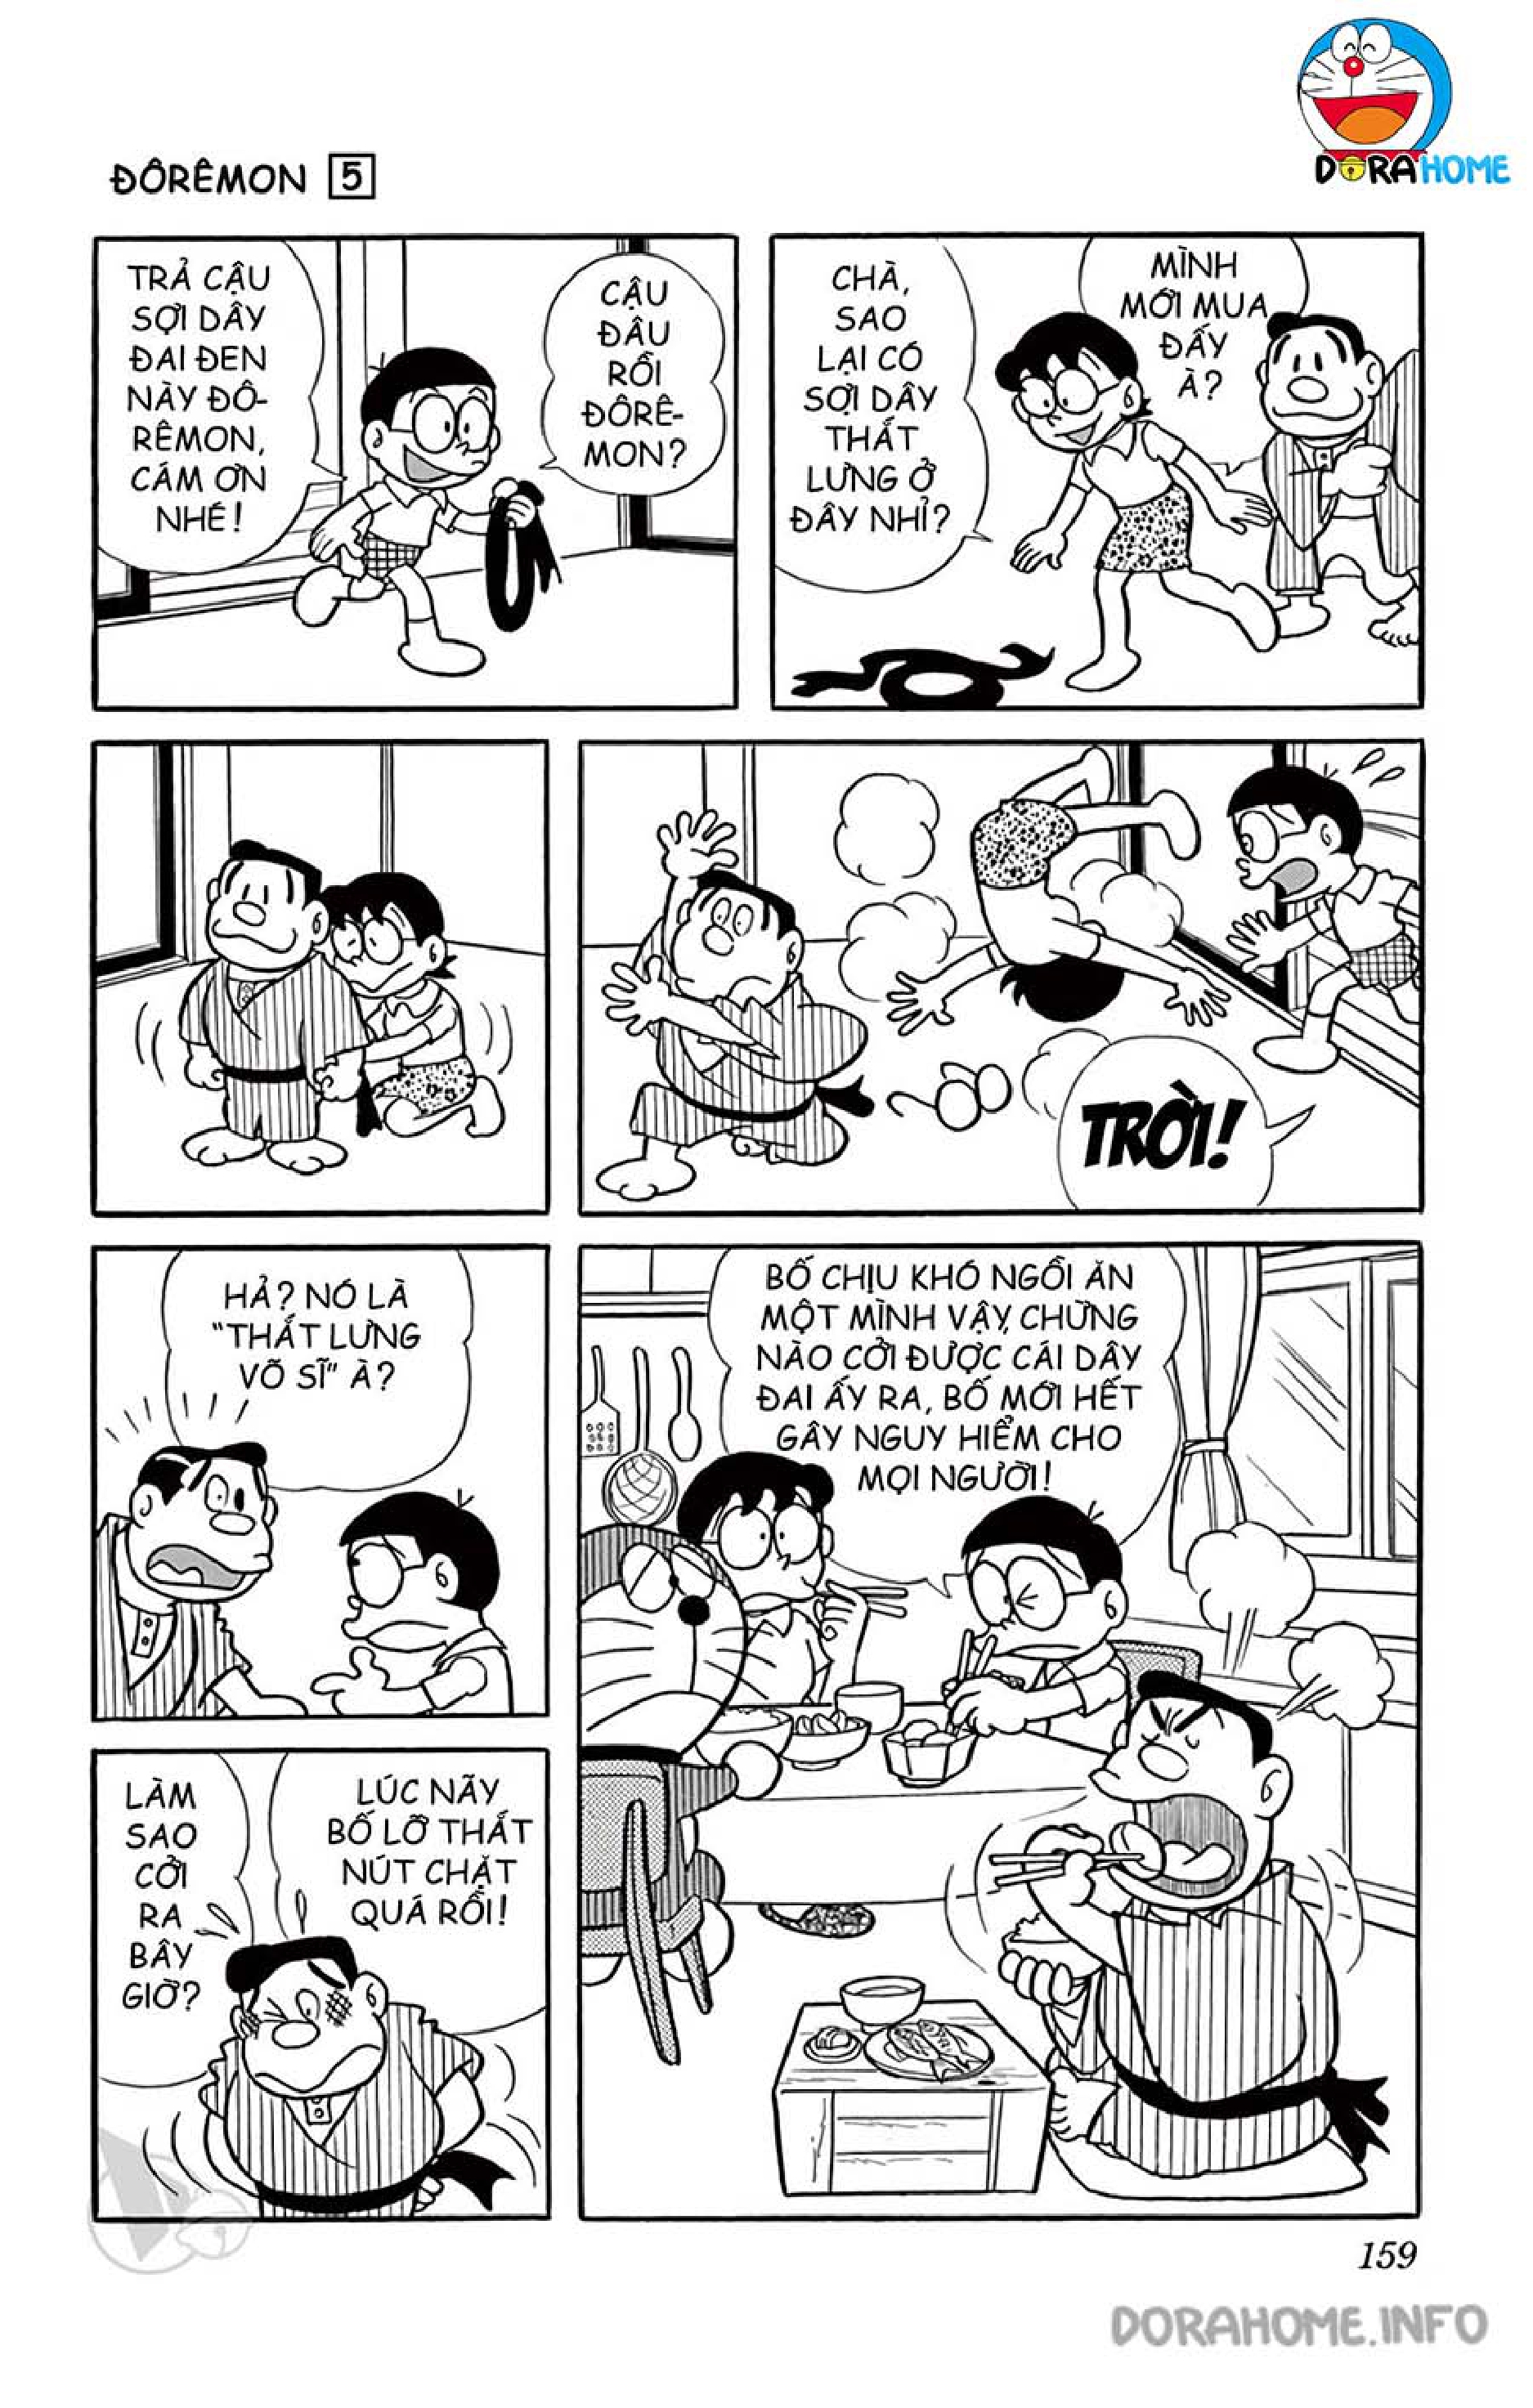 DORAHOME
ĐÔRÊMON 5
TRẢ CẬU
SỢI DÂY
ĐAI ĐEN
NÀY ĐÔ-
RÊMON,
CÁM ƠN
NHÉ!
CẬU
ĐÂU
RỒI
ĐÔRÊ-
MON?
CHÀ,
SAO
LẠI CÓ
SỢI DÂY
THẮT
LƯNG Ở
ĐÂY NHỈ?
MÌNH
MỚI MUA
ĐẤY
À?
TRỜI!
HẢ? NÓ LÀ
“THẮT LƯNG
VÕ SĨ” À?
LÀM
SAO
CỞI
RA
BÂY
GIỜ?
LÚC NÃY
BỐ LỠ THẮT
NÚT CHẶT
QUÁ RỒI!
BỐ CHỊU KHÓ NGỒI ĂN
MỘT MÌNH VẬY, CHỪNG
NÀO CỞI ĐƯỢC CÁI DÂY
ĐAI ẤY RA, BỐ MỚI HẾT
GÂY NGUY HIỂM CHO
MỌI NGƯỜI!
159
DORAHOME.INFO